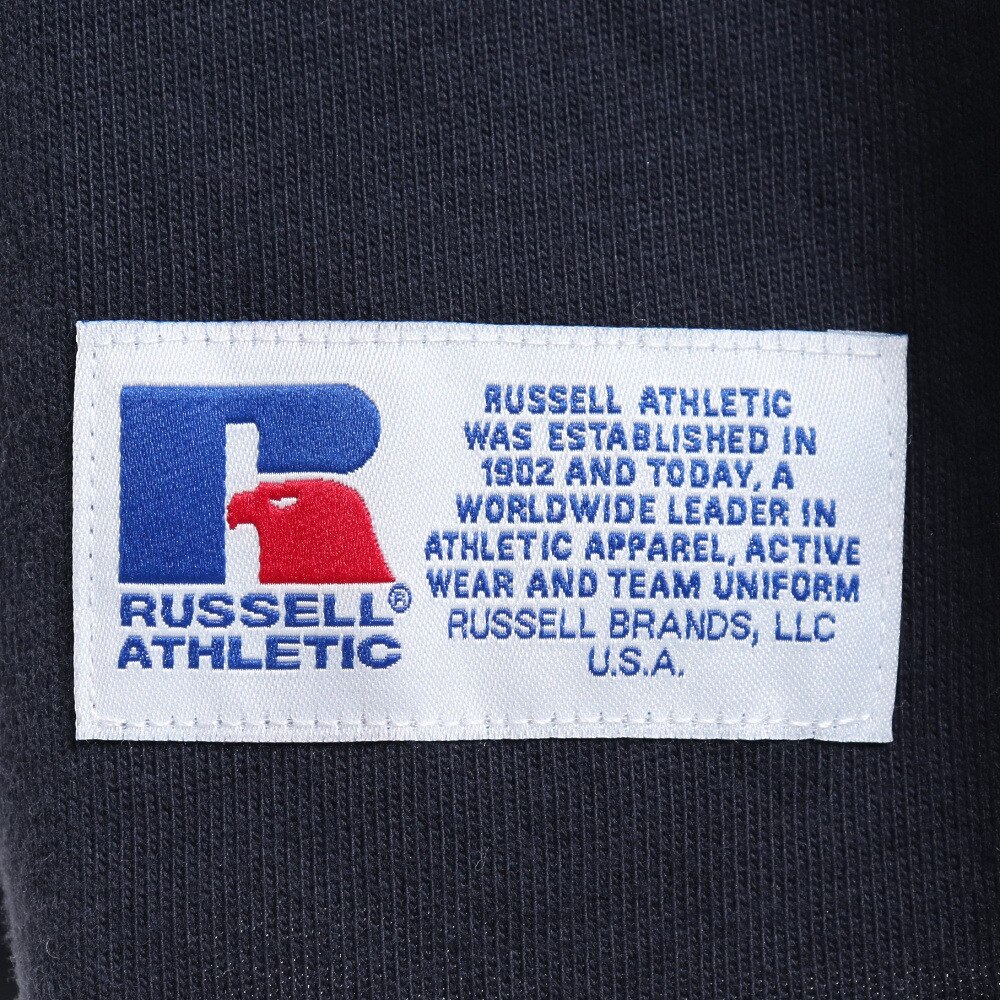 R
RUSSELL®
ATHLETIC
RUSSELL ATHLETIC
WAS ESTABLISHED IN
1902 AND TODAY, A
WORLDWIDE LEADER IN
ATHLETIC APPAREL, ACTIVE
WEAR AND TEAM UNIFORM
RUSSELL BRANDS, LLC
U.S.A.